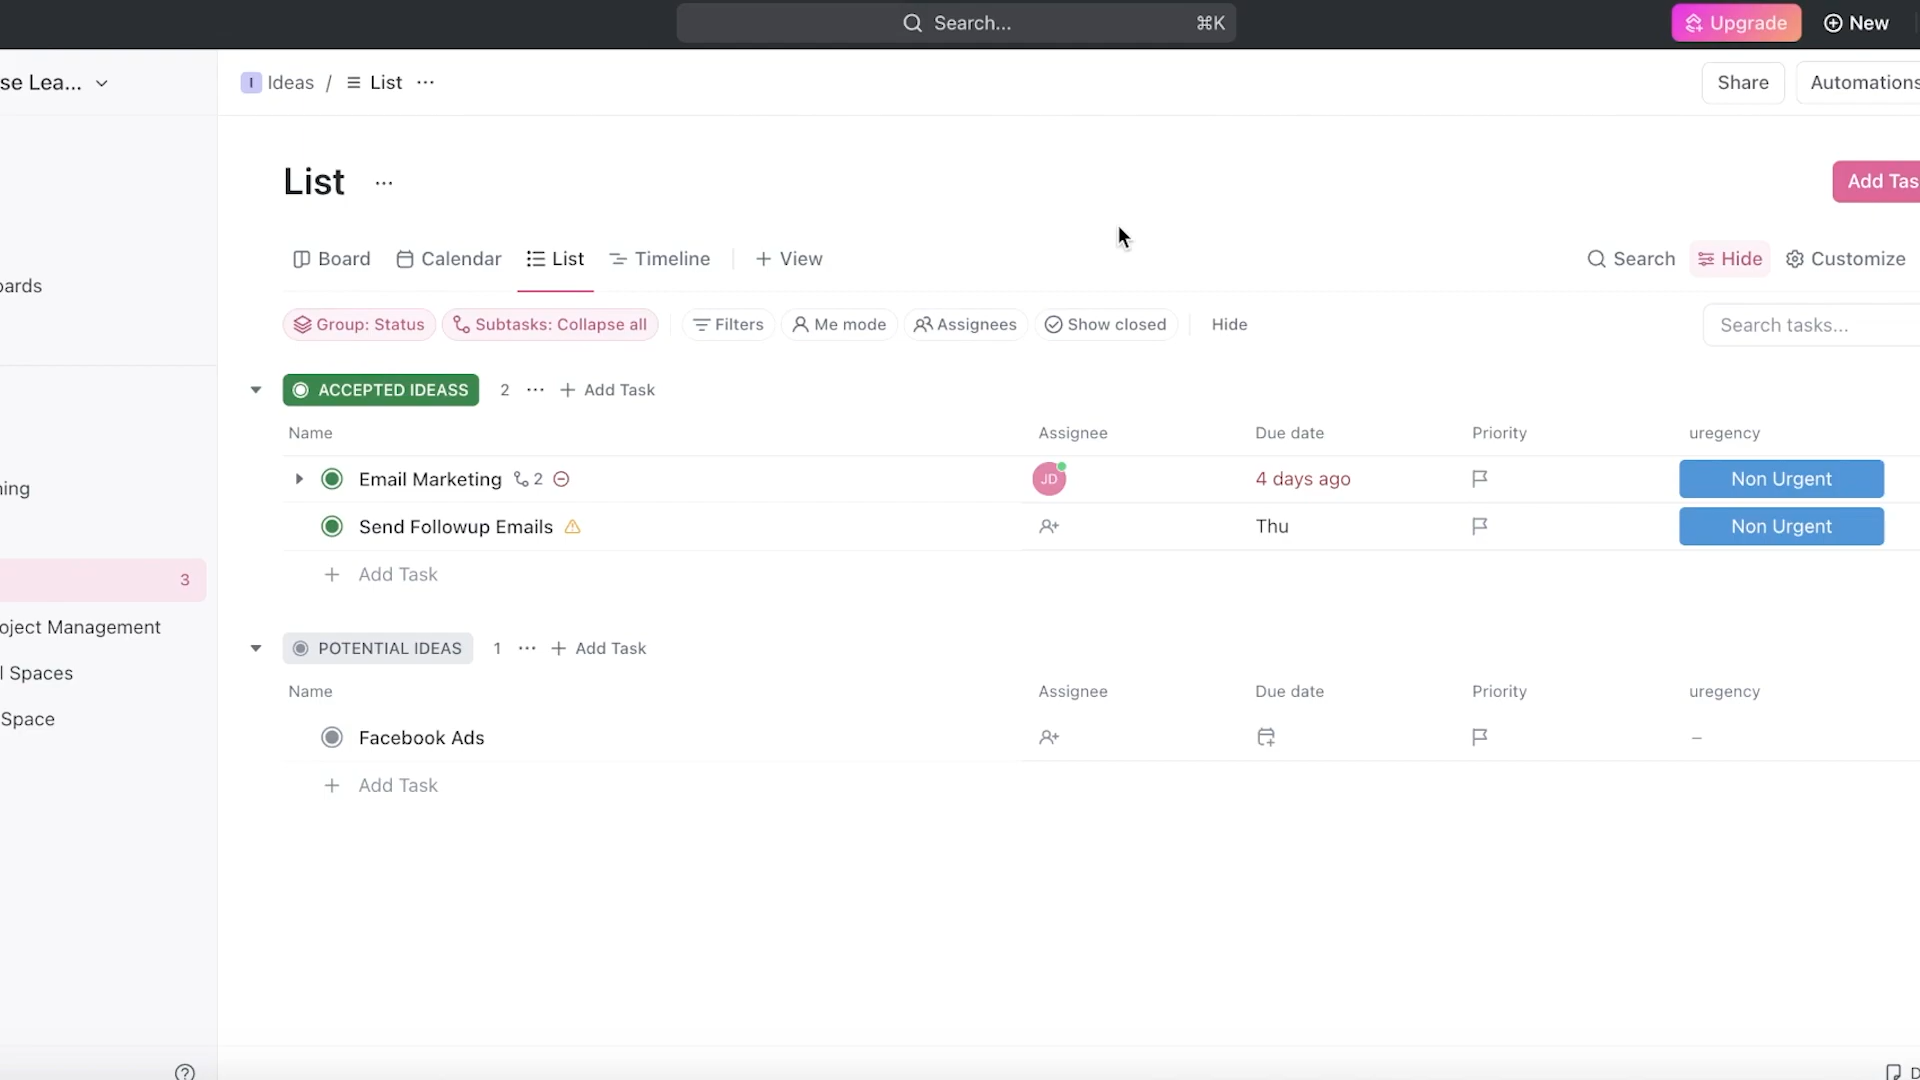 Search... ⌘K
Upgrade
New
se Lea...
I Ideas / List ...
Share
Automations
List ...
Add Tas
Board
Calendar
List
Timeline
+ View
Search
Hide
Customize
Group: Status
Subtasks: Collapse all
Filters
Me mode
Assignees
Show closed
Hide
Search tasks...
oards
ning
3
oject Management
l Spaces
Space
ACCEPTED IDEASS 2 ... + Add Task
Name Assignee Due date Priority uregency
Email Marketing 2 JD 4 days ago Non Urgent
Send Followup Emails Thu Non Urgent
+ Add Task
POTENTIAL IDEAS 1 ... + Add Task
Name Assignee Due date Priority uregency
Facebook Ads –
+ Add Task
?
D